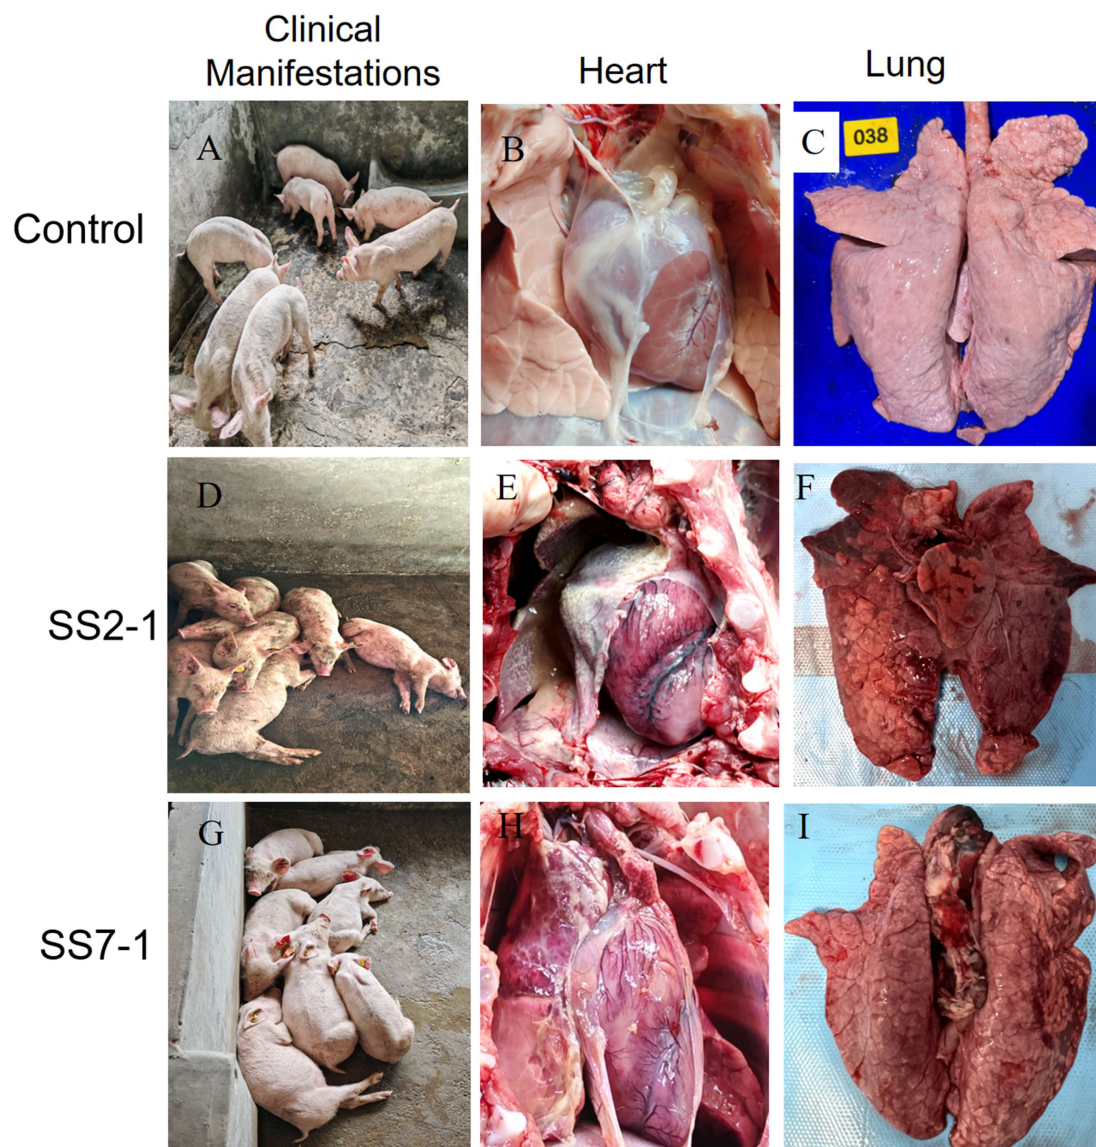 Clinical
Manifestations
Heart
Lung
Control
A
B
C
038
SS2-1
D
E
F
SS7-1
G
H
I